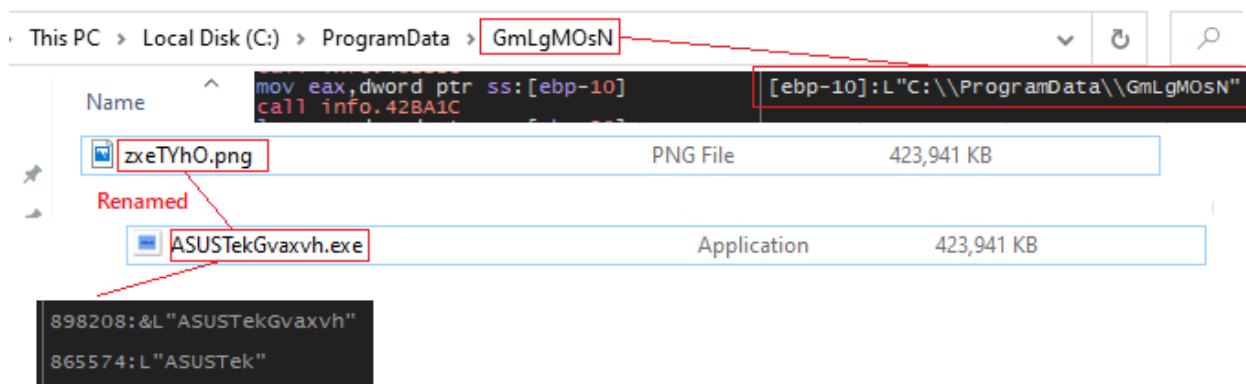 This PC > Local Disk (C:) > ProgramData > GmLgMOsN
Name
mov eax,dword ptr ss:[ebp-10]
[ebp-10]:L"C:\\ProgramData\\GmLgMOsN"
call info.42BA1C
zxeTYhO.png PNG File 423,941 KB
Renamed
ASUSTekGvaxvh.exe Application 423,941 KB
898208:&L"ASUSTekGvaxvh"
865574:L"ASUSTek"